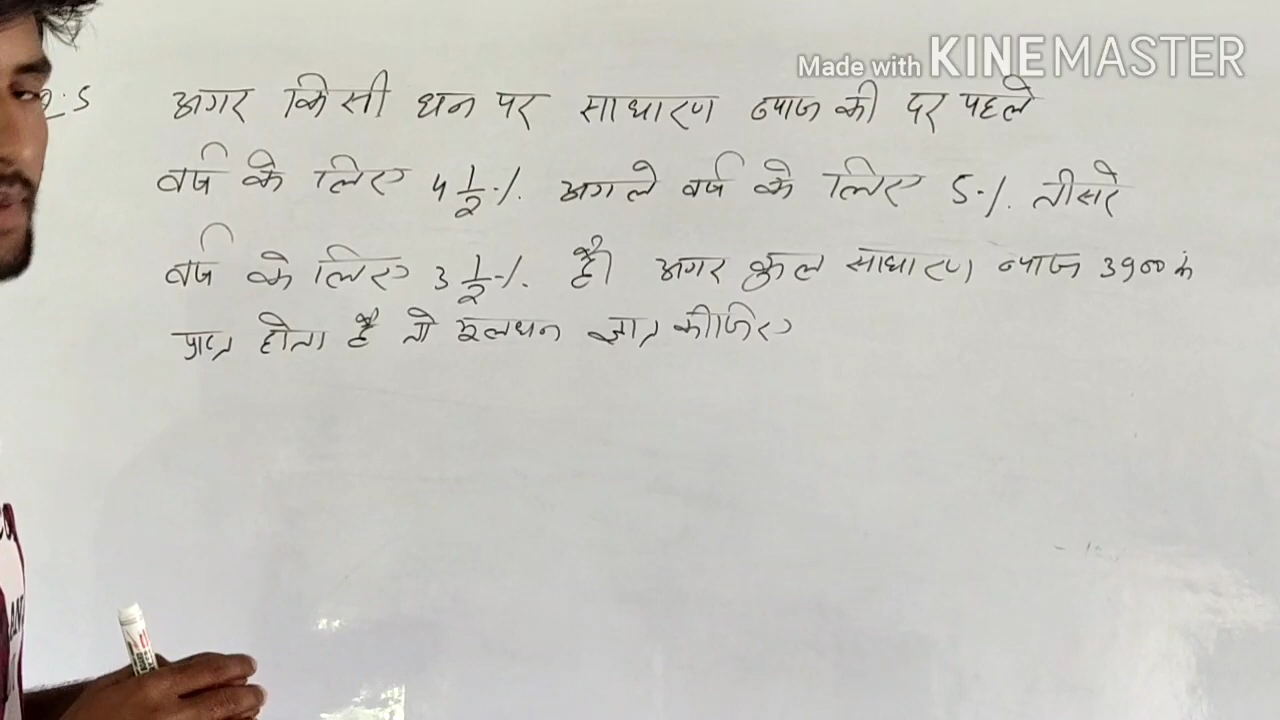 Made with KINEMASTER
Q.5 अगर किसी धन पर साधारण ब्याज की दर पहले
वर्ष के लिए 4 1/2 % अगले वर्ष के लिए 5 % तीसरे
वर्ष के लिए 3 1/2 % है। अगर कुल साधारण ब्याज 3900 रु
प्राप्त होता है तो मूलधन ज्ञात कीजिए